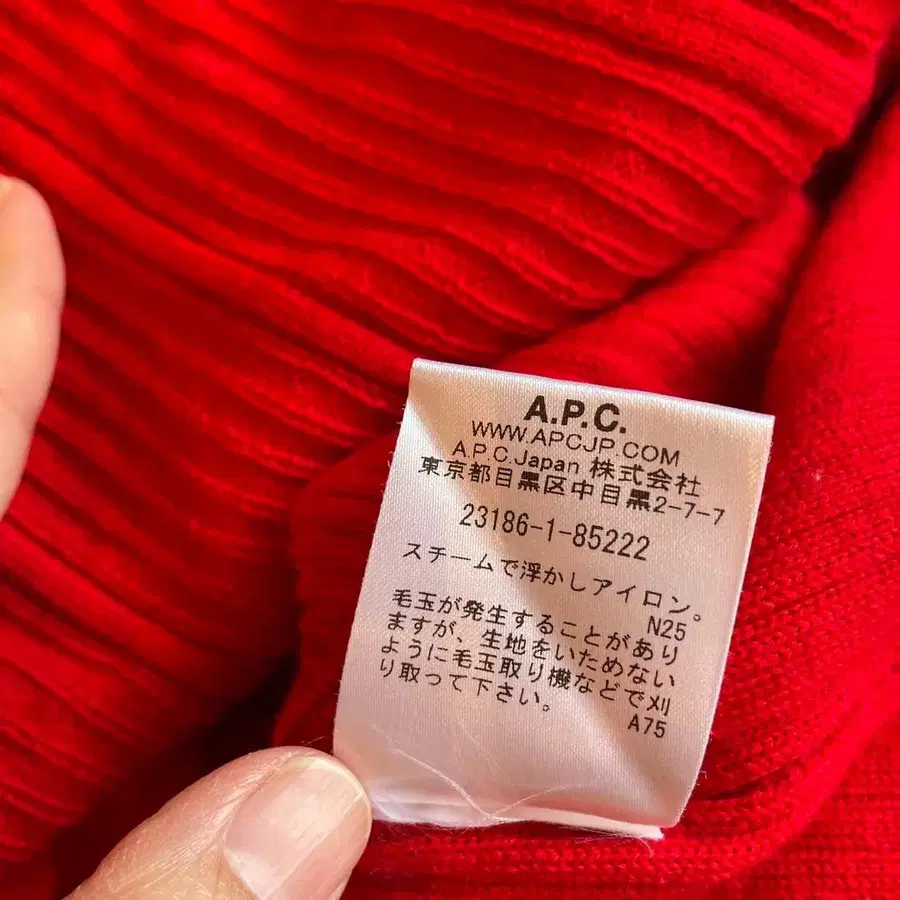 A.P.C.
WWW.APCJP.COM
A.P.C.Japan 株式会社
東京都目黒区中目黒2-7-7
23186-1-85222
スチームで浮かしアイロン。
N25
毛玉が発生することがあり
ますが、生地をいためない
ように毛玉取り機などで刈
り取って下さい。
A75